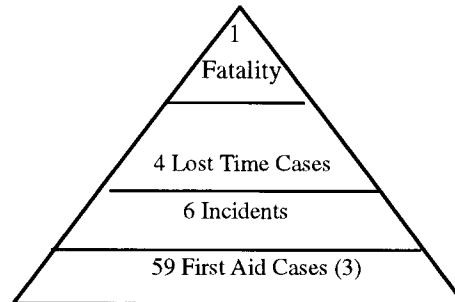 1
Fatality
4 Lost Time Cases
6 Incidents
59 First Aid Cases (3)